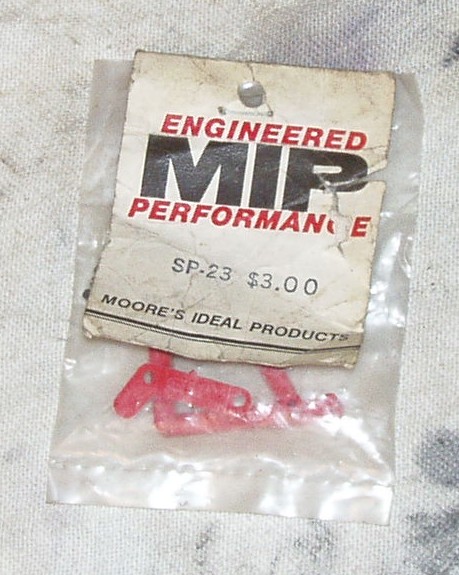 ENGINEERED
MIP
PERFORMANCE
SP-23 $3.00
MOORE'S IDEAL PRODUCTS